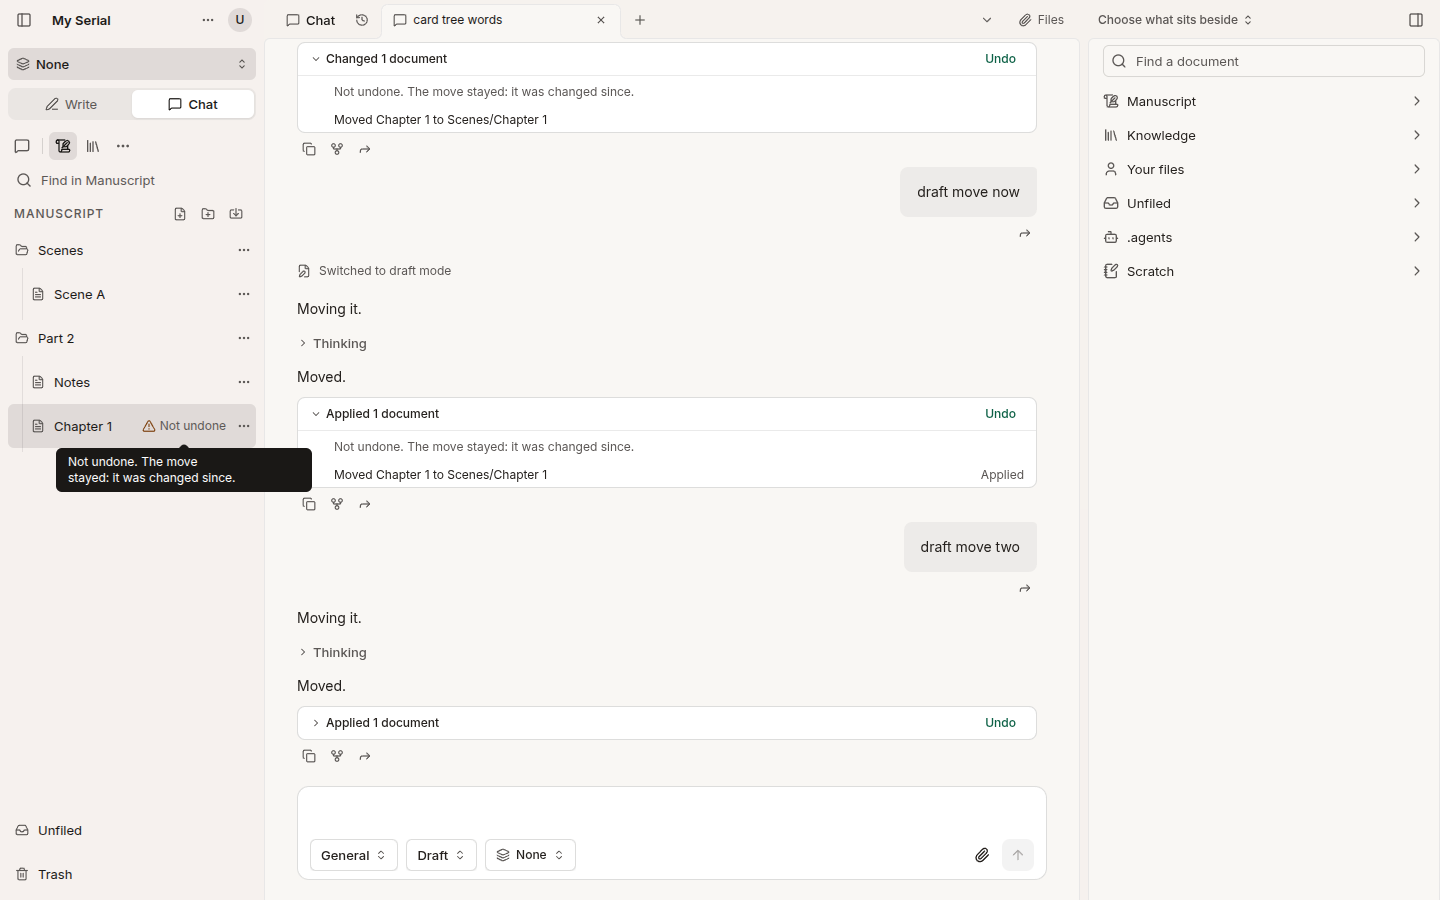 My Serial
U
None
Write
Chat
Find in Manuscript
MANUSCRIPT
Scenes
Scene A
Part 2
Notes
Chapter 1
Not undone
Not undone. The move
stayed: it was changed since.
Unfiled
Trash
Chat
card tree words
Files
Changed 1 document
Undo
Not undone. The move stayed: it was changed since.
Moved Chapter 1 to Scenes/Chapter 1
draft move now
Switched to draft mode
Moving it.
Thinking
Moved.
Applied 1 document
Undo
Not undone. The move stayed: it was changed since.
Moved Chapter 1 to Scenes/Chapter 1
Applied
draft move two
Moving it.
Thinking
Moved.
Applied 1 document
Undo
General
Draft
None
Choose what sits beside
Find a document
Manuscript
Knowledge
Your files
Unfiled
.agents
Scratch